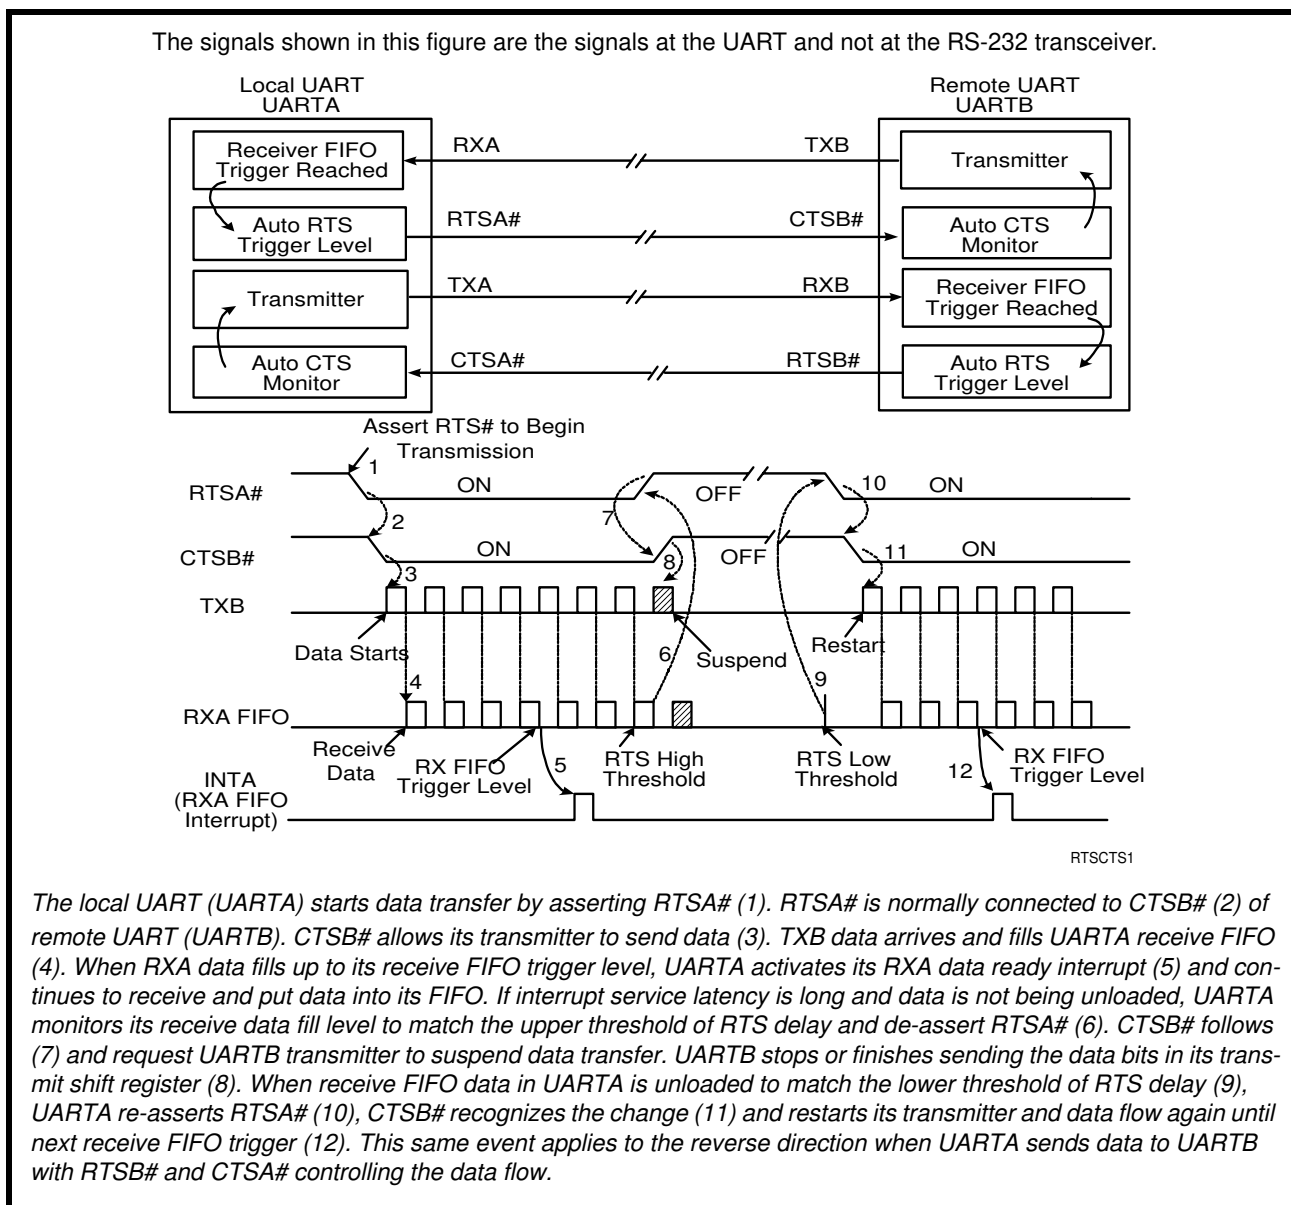 The signals shown in this figure are the signals at the UART and not at the RS-232 transceiver.
Local UART
UARTA
Remote UART
UARTB
Receiver FIFO
Trigger Reached
RXA
TXB
Transmitter
Auto RTS
Trigger Level
RTSA#
CTSB#
Auto CTS
Monitor
Transmitter
TXA
RXB
Receiver FIFO
Trigger Reached
Auto CTS
Monitor
CTSA#
RTSB#
Auto RTS
Trigger Level
Assert RTS# to Begin
Transmission
1
RTSA#
ON
OFF
10
ON
2
7
CTSB#
ON
8
OFF
11
ON
3
TXB
Data Starts
6
Suspend
Restart
4
9
RXA FIFO
Receive
Data
RX FIFO
Trigger Level
5
RTS High
Threshold
RTS Low
Threshold
12
RX FIFO
Trigger Level
INTA
(RXA FIFO
Interrupt)
RTSCTS1
The local UART (UARTA) starts data transfer by asserting RTSA# (1). RTSA# is normally connected to CTSB# (2) of
remote UART (UARTB). CTSB# allows its transmitter to send data (3). TXB data arrives and fills UARTA receive FIFO
(4). When RXA data fills up to its receive FIFO trigger level, UARTA activates its RXA data ready interrupt (5) and con-
tinues to receive and put data into its FIFO. If interrupt service latency is long and data is not being unloaded, UARTA
monitors its receive data fill level to match the upper threshold of RTS delay and de-assert RTSA# (6). CTSB# follows
(7) and request UARTB transmitter to suspend data transfer. UARTB stops or finishes sending the data bits in its trans-
mit shift register (8). When receive FIFO data in UARTA is unloaded to match the lower threshold of RTS delay (9),
UARTA re-asserts RTSA# (10), CTSB# recognizes the change (11) and restarts its transmitter and data flow again until
next receive FIFO trigger (12). This same event applies to the reverse direction when UARTA sends data to UARTB
with RTSB# and CTSA# controlling the data flow.